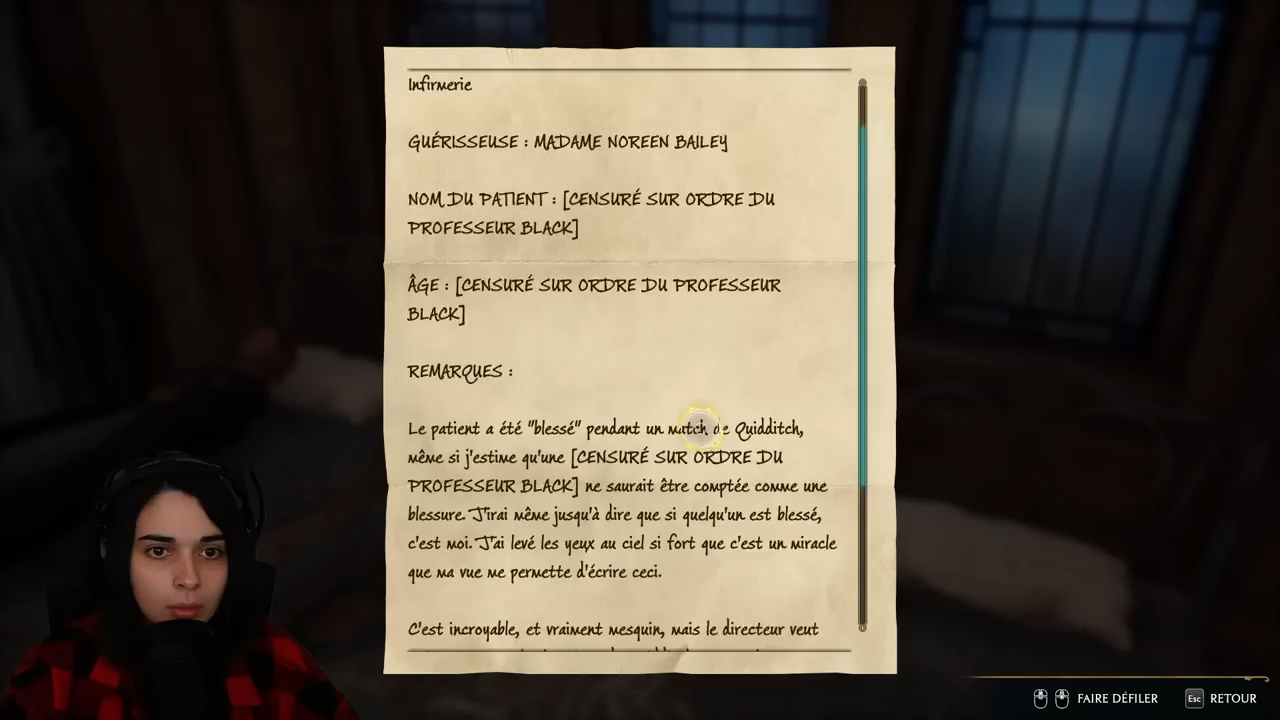 Infirmerie
GUÉRISSEUSE : MADAME NOREEN BAILEY
NOM DU PATIENT : [CENSURÉ SUR ORDRE DU
PROFESSEUR BLACK]
ÂGE : [CENSURÉ SUR ORDRE DU PROFESSEUR
BLACK]
REMARQUES :
Le patient a été "blessé" pendant un match de Quidditch,
même si j'estime qu'une [CENSURÉ SUR ORDRE DU
PROFESSEUR BLACK] ne saurait être comptée comme une
blessure. J'irai même jusqu'à dire que si quelqu'un est blessé,
c'est moi. J'ai levé les yeux au ciel si fort que c'est un miracle
que ma vue me permette d'écrire ceci.
C'est incroyable, et vraiment mesquin, mais le directeur veut
FAIRE DÉFILER
Esc RETOUR